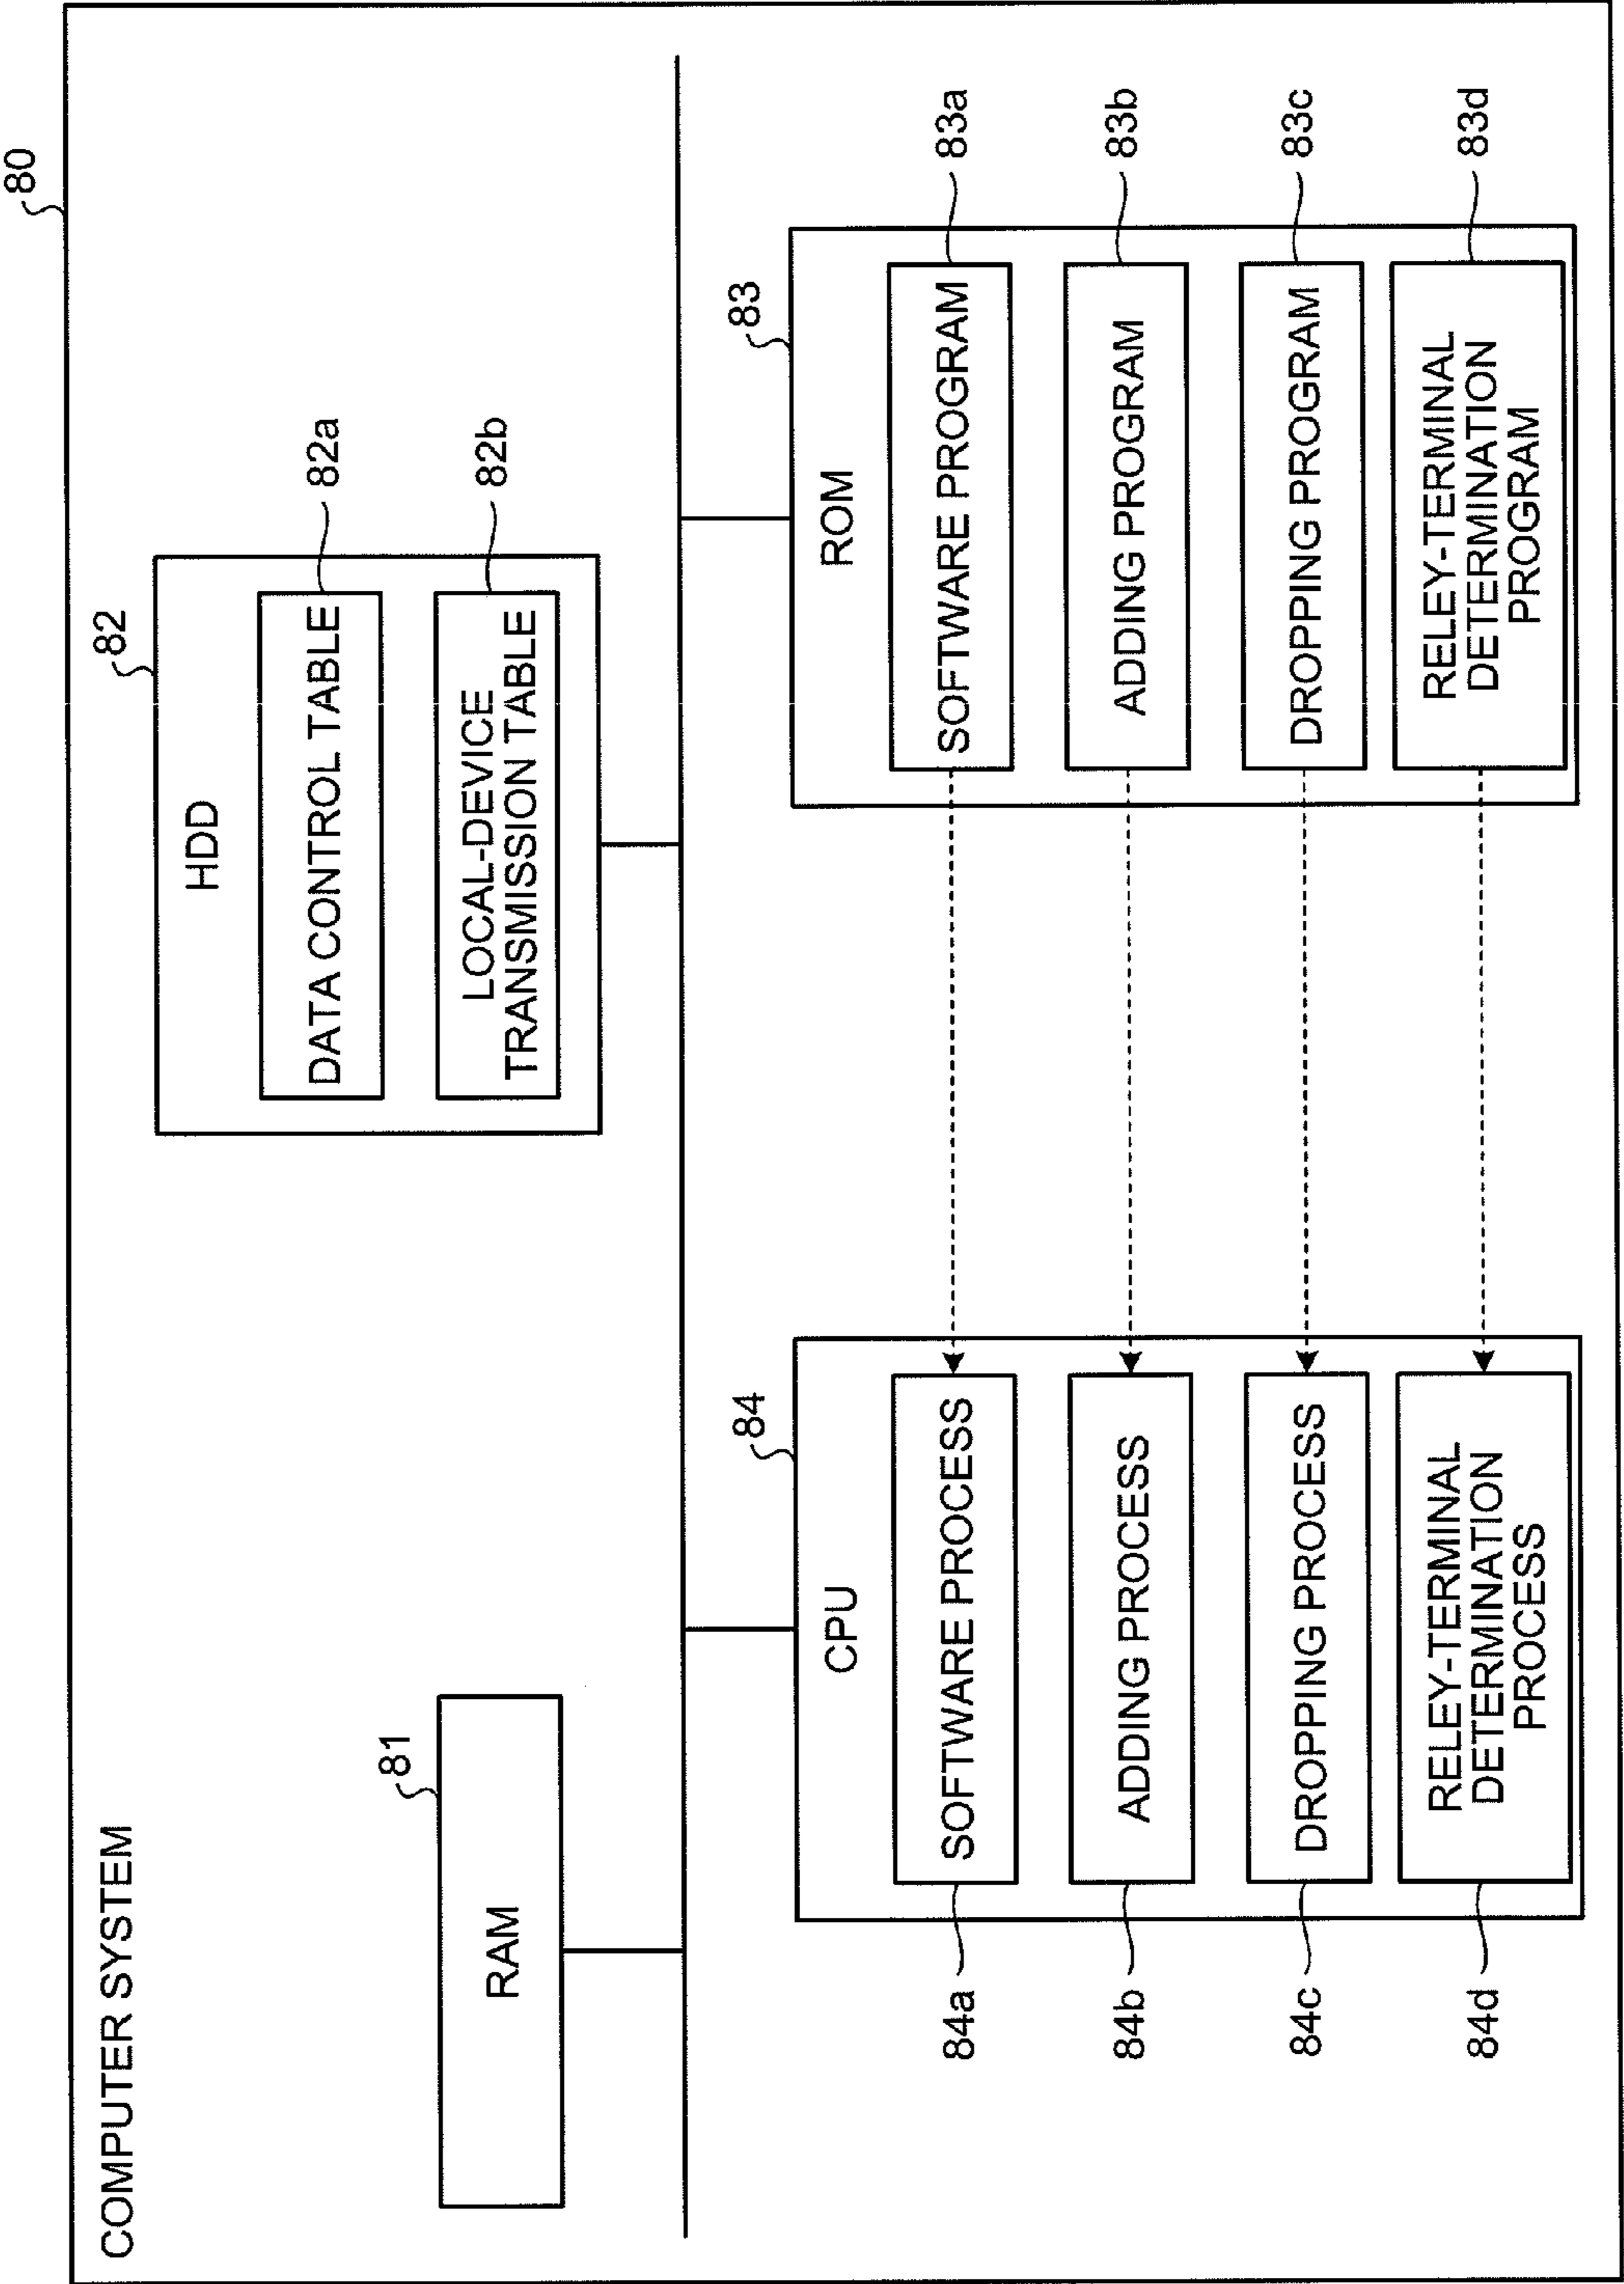 80
COMPUTER SYSTEM
81
RAM
82
HDD
DATA CONTROL TABLE
82a
LOCAL-DEVICE
TRANSMISSION TABLE
82b
84
CPU
84a
SOFTWARE PROCESS
84b
ADDING PROCESS
84c
DROPPING PROCESS
84d
RELEY-TERMINAL
DETERMINATION
PROCESS
83
ROM
SOFTWARE PROGRAM
83a
ADDING PROGRAM
83b
DROPPING PROGRAM
83c
RELEY-TERMINAL
DETERMINATION
PROGRAM
83d